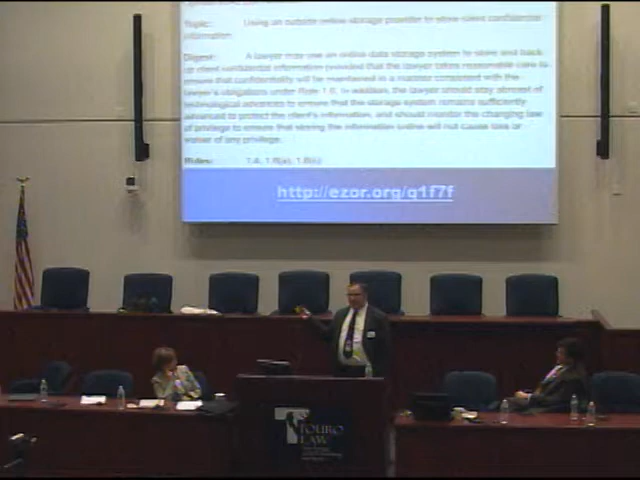 Topic: Using an outside online storage provider to store client confidential
information
Digest: A lawyer may use an online data storage system to store and back
up client confidential information provided that the lawyer takes reasonable care to
ensure that confidentiality will be maintained in a manner consistent with the
lawyer's obligations under Rule 1.6. In addition, the lawyer should stay abreast of
technological advances to ensure that the storage system remains sufficiently
advanced to protect the client's information, and should monitor the changing law
of privilege to ensure that storing the information online will not cause loss or
waiver of any privilege.
Rules: 1.4, 1.6(a), 1.6(c)
http://ezor.org/q1f7f
TOURO
LAW